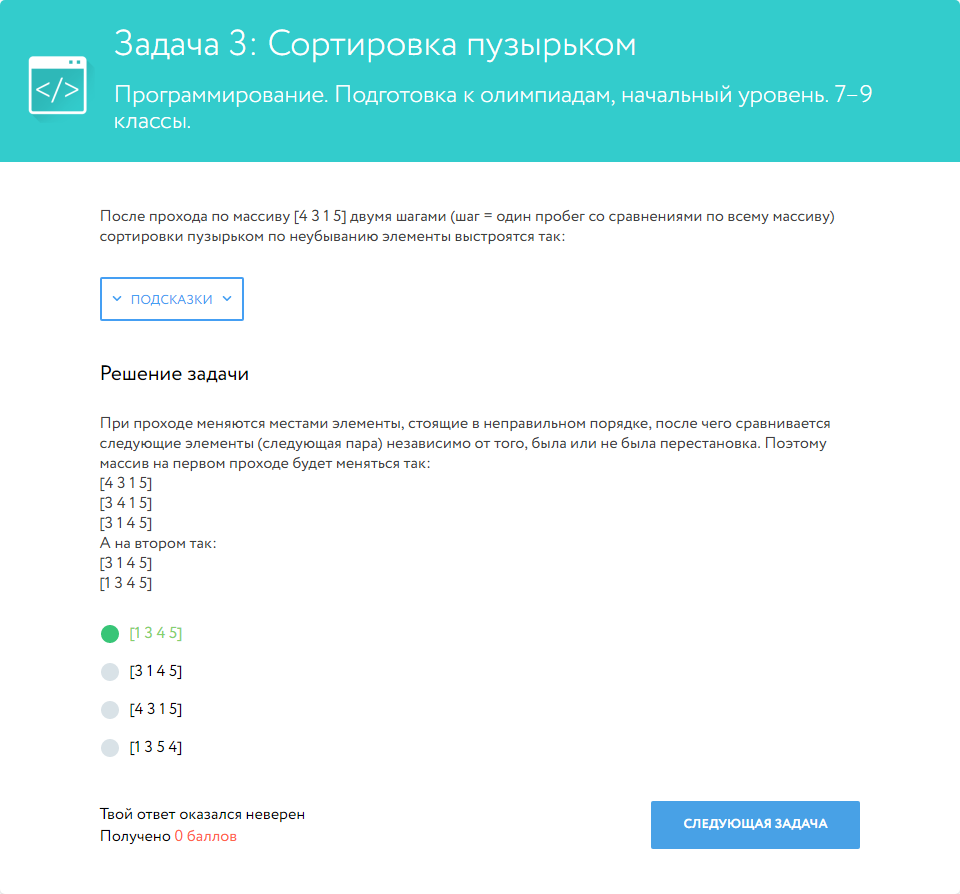 Задача 3: Сортировка пузырьком
</>
Программирование. Подготовка к олимпиадам, начальный уровень. 7–9
классы.
После прохода по массиву [4 3 1 5] двумя шагами (шаг = один пробег со сравнениями по всему массиву)
сортировки пузырьком по неубыванию элементы выстроятся так:
ПОДСКАЗКИ
Решение задачи
При проходе меняются местами элементы, стоящие в неправильном порядке, после чего сравнивается
следующие элементы (следующая пара) независимо от того, была или не была перестановка. Поэтому
массив на первом проходе будет меняться так:
[4 3 1 5]
[3 4 1 5]
[3 1 4 5]
А на втором так:
[3 1 4 5]
[1 3 4 5]
[1 3 4 5]
[3 1 4 5]
[4 3 1 5]
[1 3 5 4]
Твой ответ оказался неверен
Получено 0 баллов
СЛЕДУЮЩАЯ ЗАДАЧА